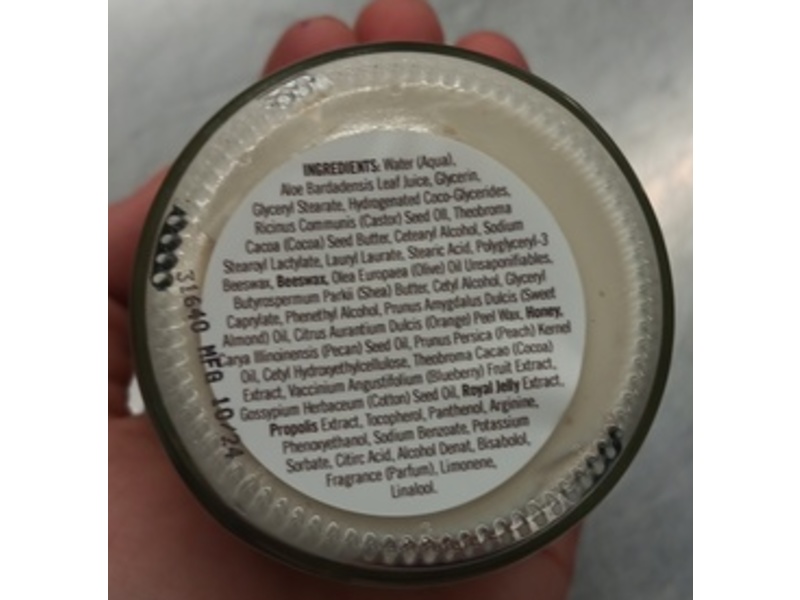 INGREDIENTS: Water (Aqua),
Aloe Bardadensis Leaf Juice, Glycerin,
Glyceryl Stearate, Hydrogenated Coco-Glycerides,
Ricinus Communis (Castor) Seed Oil, Theobroma
Cacoa (Cocoa) Seed Butter, Cetearyl Alcohol, Sodium
Stearoyl Lactylate, Lauryl Laurate, Stearic Acid, Polyglyceryl-3
Beeswax, Beeswax, Olea Europaea (Olive) Oil Unsaponifiables,
Butyrospermum Parkii (Shea) Butter, Cetyl Alcohol, Glyceryl
Caprylate, Phenethyl Alcohol, Prunus Amygdalus Dulcis (Sweet
Almond) Oil, Citrus Aurantium Dulcis (Orange) Peel Wax, Honey,
Carya Illinoinensis (Pecan) Seed Oil, Prunus Persica (Peach) Kernel
Oil, Cetyl Hydroxyethylcellulose, Theobroma Cacao (Cocoa)
Extract, Vaccinium Angustifolium (Blueberry) Fruit Extract,
Gossypium Herbaceum (Cotton) Seed Oil, Royal Jelly Extract,
Propolis Extract, Tocopherol, Panthenol, Arginine,
Phenoxyethanol, Sodium Benzoate, Potassium
Sorbate, Citirc Acid, Alcohol Denat, Bisabolol,
Fragrance (Parfum), Limonene,
Linalool.
31640 MFG 10/24